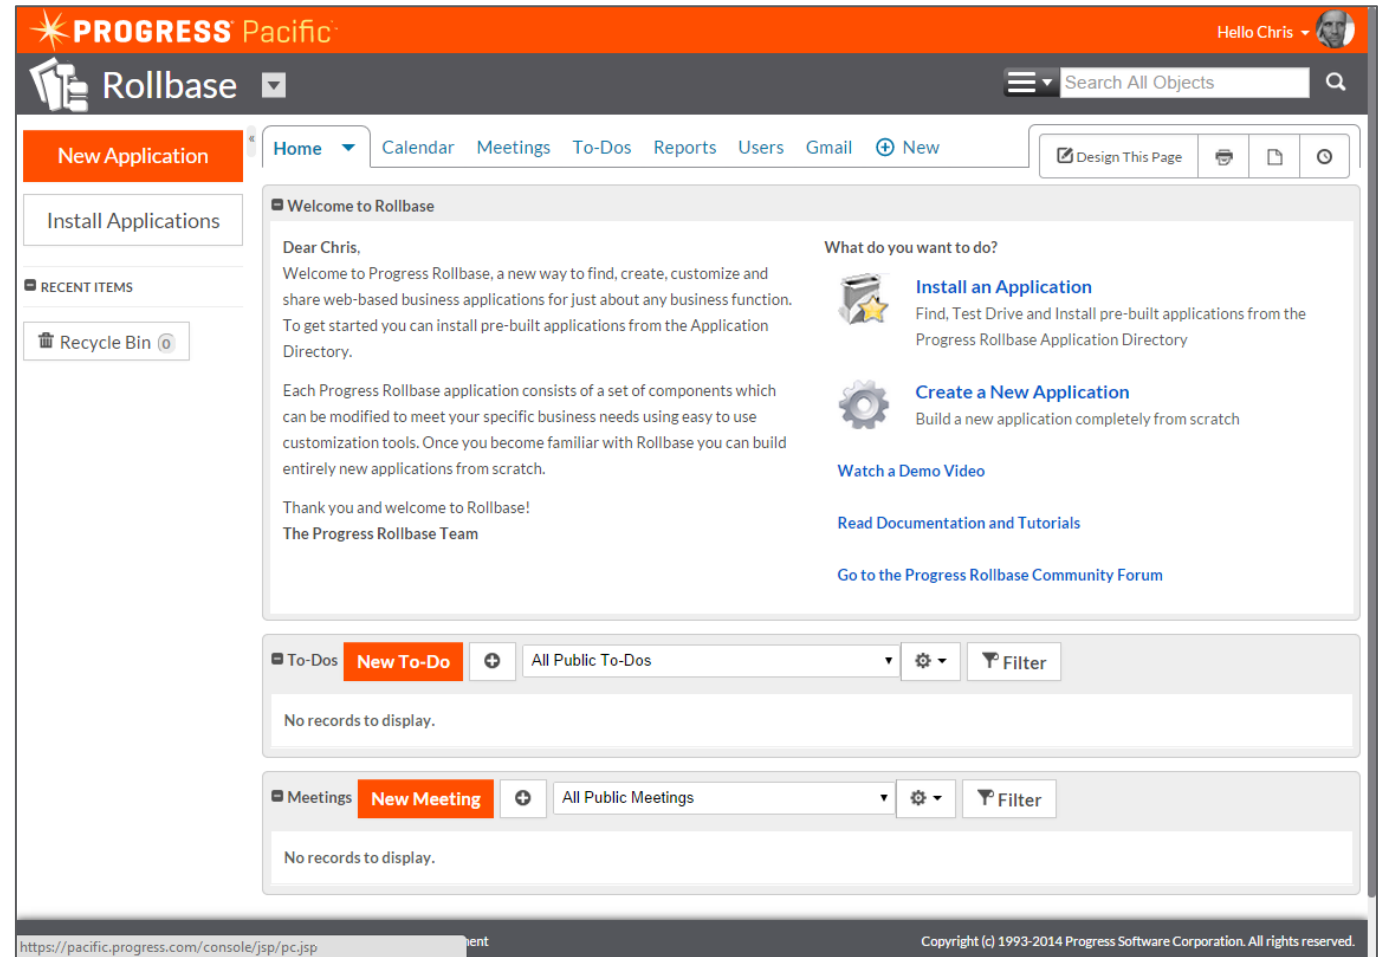 PROGRESS Pacific
Hello Chris
Rollbase
Search All Objects
New Application
Install Applications
RECENT ITEMS
Recycle Bin 0
«
Home Calendar Meetings To-Dos Reports Users Gmail New
Design This Page
Welcome to Rollbase
Dear Chris,
Welcome to Progress Rollbase, a new way to find, create, customize and
share web-based business applications for just about any business function.
To get started you can install pre-built applications from the Application
Directory.
Each Progress Rollbase application consists of a set of components which
can be modified to meet your specific business needs using easy to use
customization tools. Once you become familiar with Rollbase you can build
entirely new applications from scratch.
Thank you and welcome to Rollbase!
The Progress Rollbase Team
What do you want to do?
Install an Application
Find, Test Drive and Install pre-built applications from the
Progress Rollbase Application Directory
Create a New Application
Build a new application completely from scratch
Watch a Demo Video
Read Documentation and Tutorials
Go to the Progress Rollbase Community Forum
To-Dos New To-Do All Public To-Dos Filter
No records to display.
Meetings New Meeting All Public Meetings Filter
No records to display.
https://pacific.progress.com/console/jsp/pc.jsp
Copyright (c) 1993-2014 Progress Software Corporation. All rights reserved.